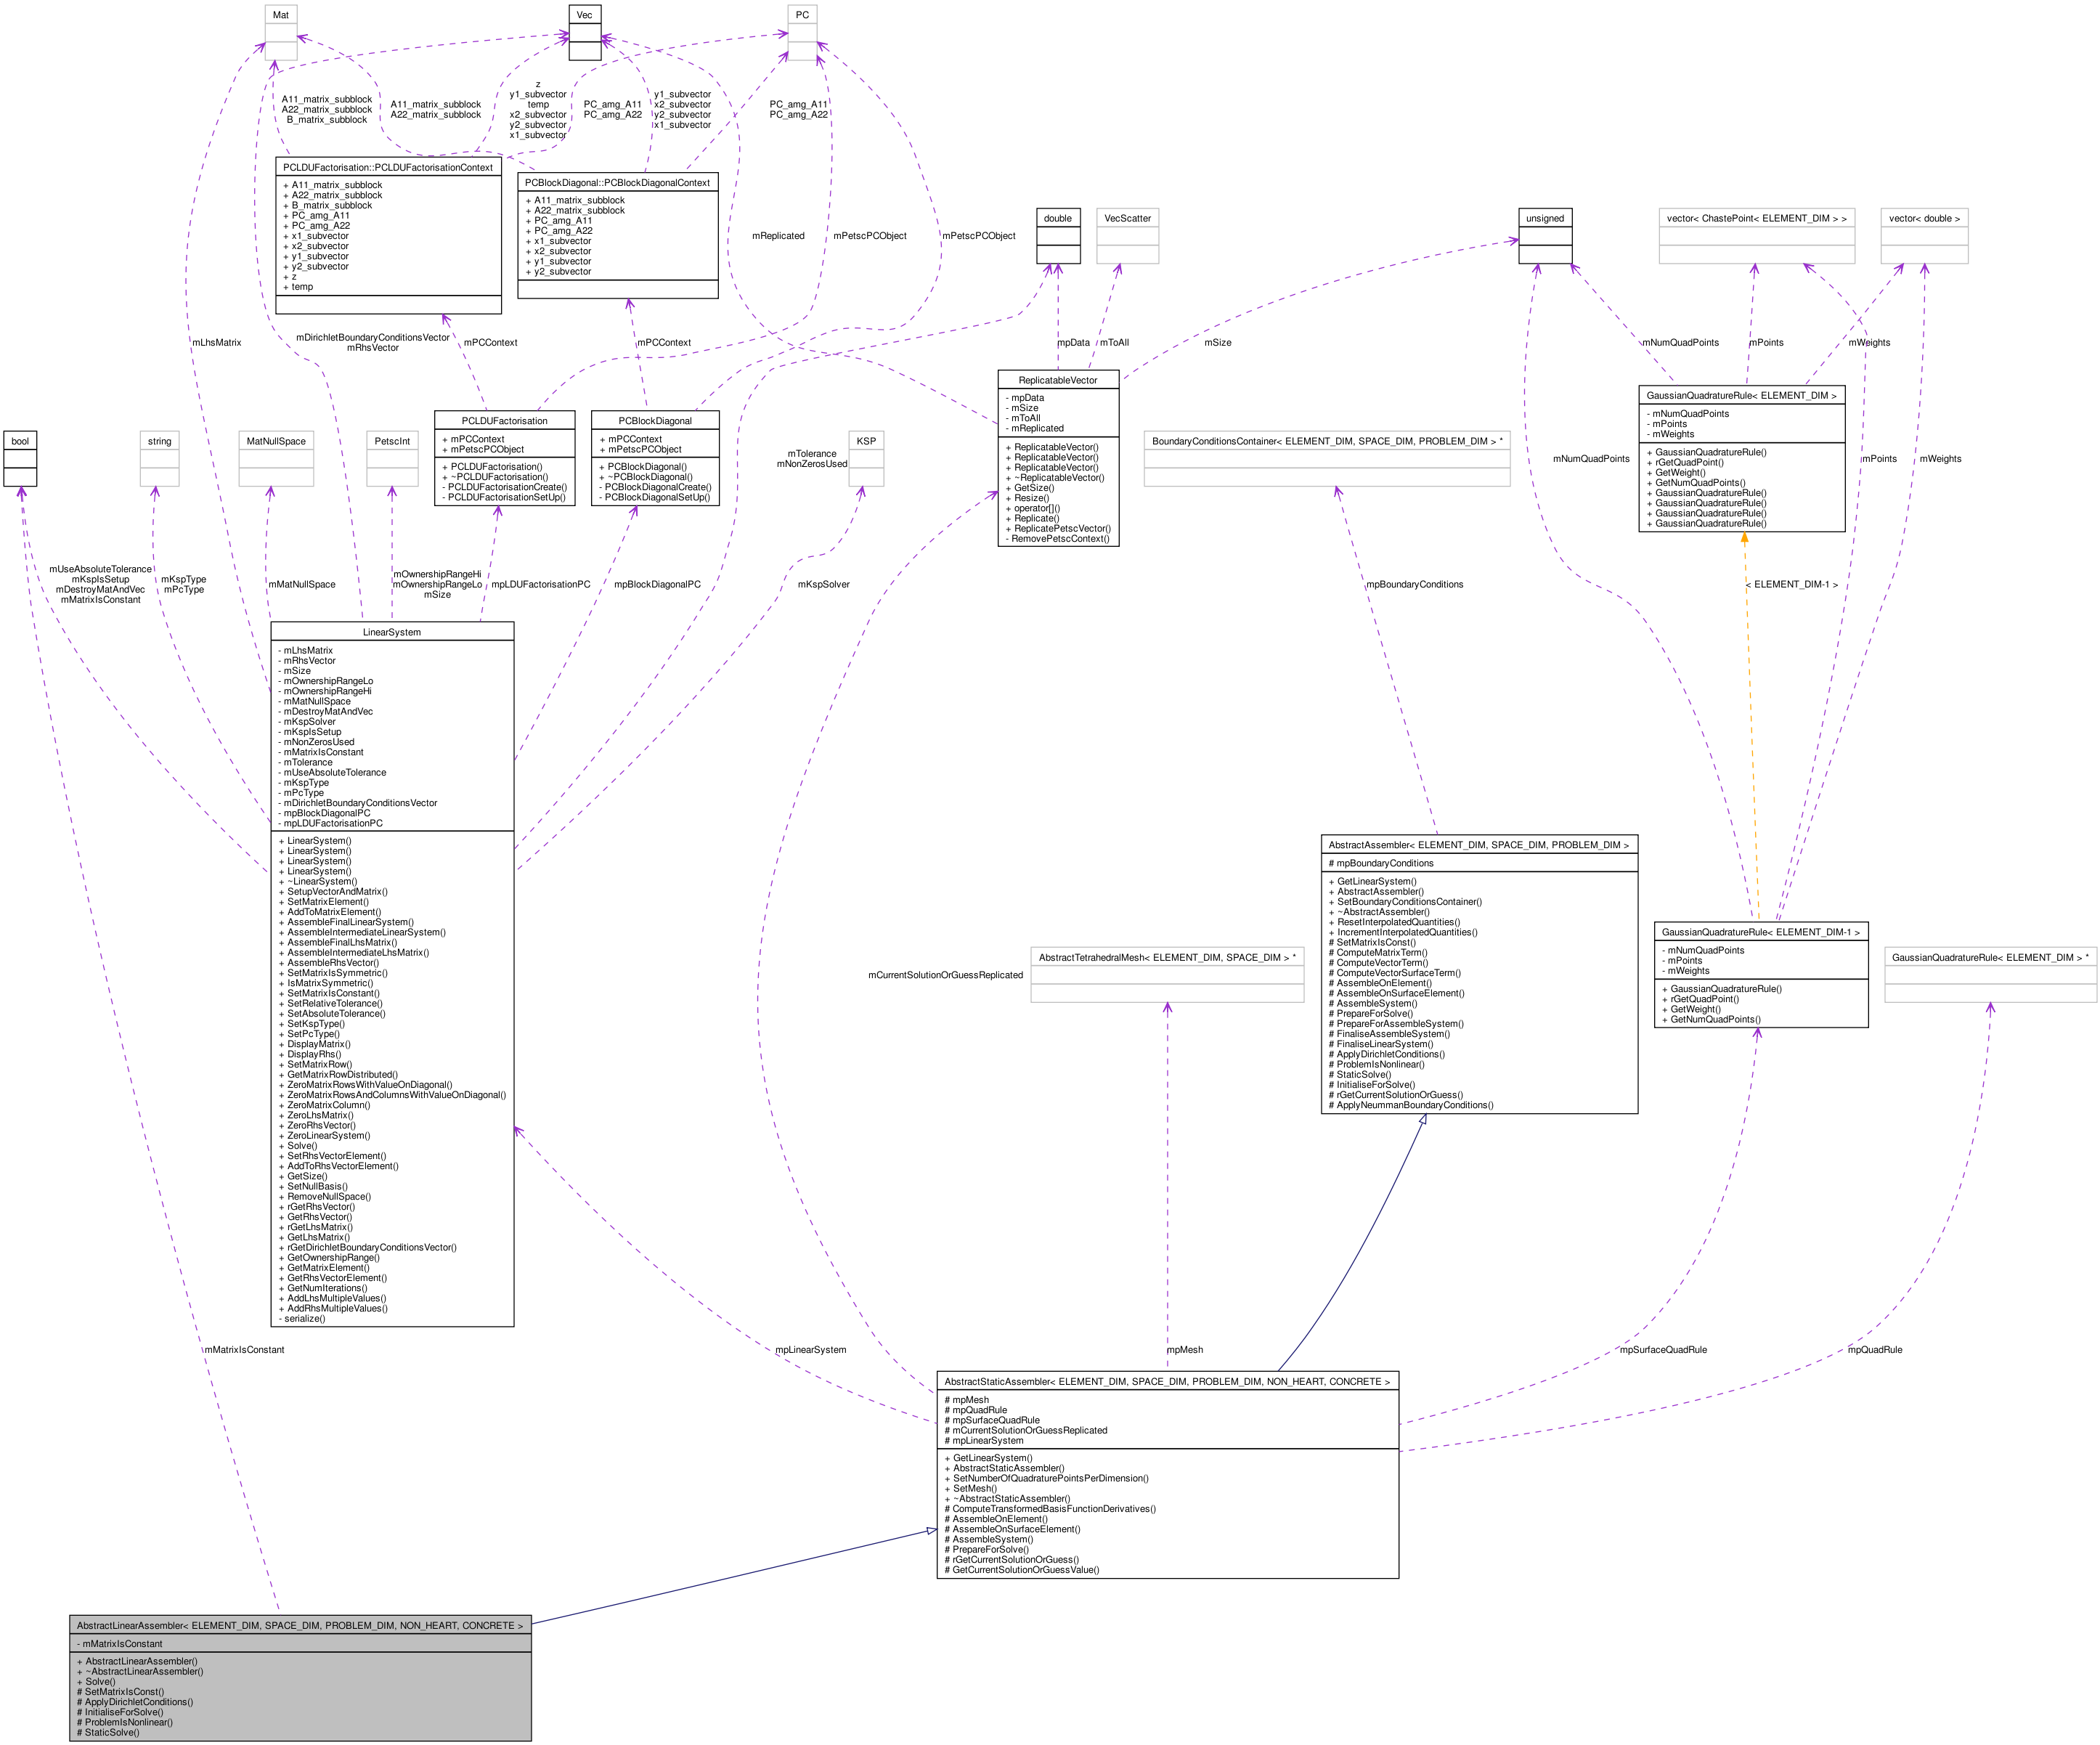 Mat
Vec
PC
A11_matrix_subblock
A22_matrix_subblock
B_matrix_subblock
A11_matrix_subblock
A22_matrix_subblock
z
y1_subvector
temp
x2_subvector
y2_subvector
x1_subvector
PC_amg_A11
PC_amg_A22
y1_subvector
x2_subvector
y2_subvector
x1_subvector
PC_amg_A11
PC_amg_A22
PCLDUFactorisation::PCLDUFactorisationContext
+ A11_matrix_subblock
+ A22_matrix_subblock
+ B_matrix_subblock
+ PC_amg_A11
+ PC_amg_A22
+ x1_subvector
+ x2_subvector
+ y1_subvector
+ y2_subvector
+ z
+ temp
PCBlockDiagonal::PCBlockDiagonalContext
+ A11_matrix_subblock
+ A22_matrix_subblock
+ PC_amg_A11
+ PC_amg_A22
+ x1_subvector
+ x2_subvector
+ y1_subvector
+ y2_subvector
mReplicated
mPetscPCObject
mPetscPCObject
double
VecScatter
unsigned
vector< ChastePoint< ELEMENT_DIM > >
vector< double >
mLhsMatrix
mDirichletBoundaryConditionsVector
mRhsVector
mPCContext
mPCContext
mpData
mToAll
mSize
mNumQuadPoints
mPoints
mWeights
PCLDUFactorisation
+ mPCContext
+ mPetscPCObject
+ PCLDUFactorisation()
+ ~PCLDUFactorisation()
- PCLDUFactorisationCreate()
- PCLDUFactorisationSetUp()
PCBlockDiagonal
+ mPCContext
+ mPetscPCObject
+ PCBlockDiagonal()
+ ~PCBlockDiagonal()
- PCBlockDiagonalCreate()
- PCBlockDiagonalSetUp()
ReplicatableVector
- mpData
- mSize
- mToAll
- mReplicated
+ ReplicatableVector()
+ ReplicatableVector()
+ ReplicatableVector()
+ ~ReplicatableVector()
+ GetSize()
+ Resize()
+ operator[]()
+ Replicate()
+ ReplicatePetscVector()
- RemovePetscContext()
GaussianQuadratureRule< ELEMENT_DIM >
- mNumQuadPoints
- mPoints
- mWeights
+ GaussianQuadratureRule()
+ rGetQuadPoint()
+ GetWeight()
+ GetNumQuadPoints()
+ GaussianQuadratureRule()
+ GaussianQuadratureRule()
+ GaussianQuadratureRule()
+ GaussianQuadratureRule()
bool
string
MatNullSpace
PetscInt
mTolerance
mNonZerosUsed
KSP
BoundaryConditionsContainer< ELEMENT_DIM, SPACE_DIM, PROBLEM_DIM > *
mNumQuadPoints
mPoints
mWeights
mUseAbsoluteTolerance
mKspIsSetup
mDestroyMatAndVec
mMatrixIsConstant
mKspType
mPcType
mMatNullSpace
mOwnershipRangeHi
mOwnershipRangeLo
mSize
mpLDUFactorisationPC
mpBlockDiagonalPC
mKspSolver
mpBoundaryConditions
< ELEMENT_DIM-1 >
LinearSystem
- mLhsMatrix
- mRhsVector
- mSize
- mOwnershipRangeLo
- mOwnershipRangeHi
- mMatNullSpace
- mDestroyMatAndVec
- mKspSolver
- mKspIsSetup
- mNonZerosUsed
- mMatrixIsConstant
- mTolerance
- mUseAbsoluteTolerance
- mKspType
- mPcType
- mDirichletBoundaryConditionsVector
- mpBlockDiagonalPC
- mpLDUFactorisationPC
+ LinearSystem()
+ LinearSystem()
+ LinearSystem()
+ LinearSystem()
+ ~LinearSystem()
+ SetupVectorAndMatrix()
+ SetMatrixElement()
+ AddToMatrixElement()
+ AssembleFinalLinearSystem()
+ AssembleIntermediateLinearSystem()
+ AssembleFinalLhsMatrix()
+ AssembleIntermediateLhsMatrix()
+ AssembleRhsVector()
+ SetMatrixIsSymmetric()
+ IsMatrixSymmetric()
+ SetMatrixIsConstant()
+ SetRelativeTolerance()
+ SetAbsoluteTolerance()
+ SetKspType()
+ SetPcType()
+ DisplayMatrix()
+ DisplayRhs()
+ SetMatrixRow()
+ GetMatrixRowDistributed()
+ ZeroMatrixRowsWithValueOnDiagonal()
+ ZeroMatrixRowsAndColumnsWithValueOnDiagonal()
+ ZeroMatrixColumn()
+ ZeroLhsMatrix()
+ ZeroRhsVector()
+ ZeroLinearSystem()
+ Solve()
+ SetRhsVectorElement()
+ AddToRhsVectorElement()
+ GetSize()
+ SetNullBasis()
+ RemoveNullSpace()
+ rGetRhsVector()
+ GetRhsVector()
+ rGetLhsMatrix()
+ GetLhsMatrix()
+ rGetDirichletBoundaryConditionsVector()
+ GetOwnershipRange()
+ GetMatrixElement()
+ GetRhsVectorElement()
+ GetNumIterations()
+ AddLhsMultipleValues()
+ AddRhsMultipleValues()
- serialize()
AbstractAssembler< ELEMENT_DIM, SPACE_DIM, PROBLEM_DIM >
# mpBoundaryConditions
+ GetLinearSystem()
+ AbstractAssembler()
+ SetBoundaryConditionsContainer()
+ ~AbstractAssembler()
+ ResetInterpolatedQuantities()
+ IncrementInterpolatedQuantities()
# SetMatrixIsConst()
# ComputeMatrixTerm()
# ComputeVectorTerm()
# ComputeVectorSurfaceTerm()
# AssembleOnElement()
# AssembleOnSurfaceElement()
# AssembleSystem()
# PrepareForSolve()
# PrepareForAssembleSystem()
# FinaliseAssembleSystem()
# FinaliseLinearSystem()
# ApplyDirichletConditions()
# ProblemIsNonlinear()
# StaticSolve()
# InitialiseForSolve()
# rGetCurrentSolutionOrGuess()
# ApplyNeummanBoundaryConditions()
GaussianQuadratureRule< ELEMENT_DIM-1 >
- mNumQuadPoints
- mPoints
- mWeights
+ GaussianQuadratureRule()
+ rGetQuadPoint()
+ GetWeight()
+ GetNumQuadPoints()
mCurrentSolutionOrGuessReplicated
AbstractTetrahedralMesh< ELEMENT_DIM, SPACE_DIM > *
GaussianQuadratureRule< ELEMENT_DIM > *
mMatrixIsConstant
mpLinearSystem
mpMesh
mpSurfaceQuadRule
mpQuadRule
AbstractStaticAssembler< ELEMENT_DIM, SPACE_DIM, PROBLEM_DIM, NON_HEART, CONCRETE >
# mpMesh
# mpQuadRule
# mpSurfaceQuadRule
# mCurrentSolutionOrGuessReplicated
# mpLinearSystem
+ GetLinearSystem()
+ AbstractStaticAssembler()
+ SetNumberOfQuadraturePointsPerDimension()
+ SetMesh()
+ ~AbstractStaticAssembler()
# ComputeTransformedBasisFunctionDerivatives()
# AssembleOnElement()
# AssembleOnSurfaceElement()
# AssembleSystem()
# PrepareForSolve()
# rGetCurrentSolutionOrGuess()
# GetCurrentSolutionOrGuessValue()
AbstractLinearAssembler< ELEMENT_DIM, SPACE_DIM, PROBLEM_DIM, NON_HEART, CONCRETE >
- mMatrixIsConstant
+ AbstractLinearAssembler()
+ ~AbstractLinearAssembler()
+ Solve()
# SetMatrixIsConst()
# ApplyDirichletConditions()
# InitialiseForSolve()
# ProblemIsNonlinear()
# StaticSolve()